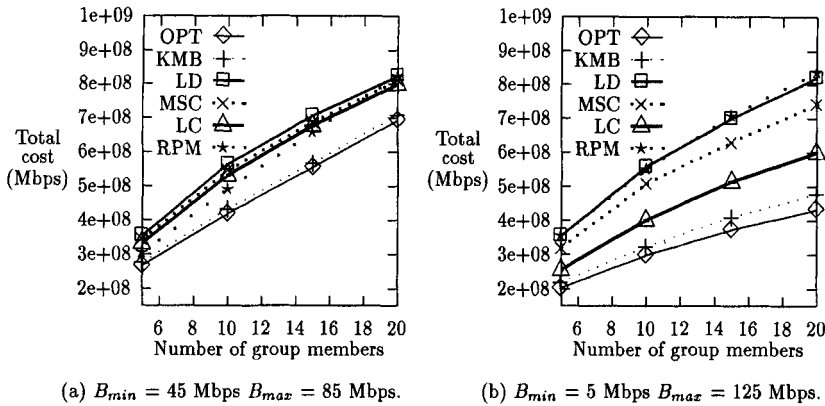 1e+09
9e+08
8e+08
7e+08
6e+08
5e+08
4e+08
3e+08
2e+08
Total
cost
(Mbps)
OPT
KMB
LD
MSC
LC
RPM
6 8 10 12 14 16 18 20
Number of group members
(a) B_min = 45 Mbps B_max = 85 Mbps.
1e+09
9e+08
8e+08
7e+08
6e+08
5e+08
4e+08
3e+08
2e+08
Total
cost
(Mbps)
OPT
KMB
LD
MSC
LC
RPM
6 8 10 12 14 16 18 20
Number of group members
(b) B_min = 5 Mbps B_max = 125 Mbps.